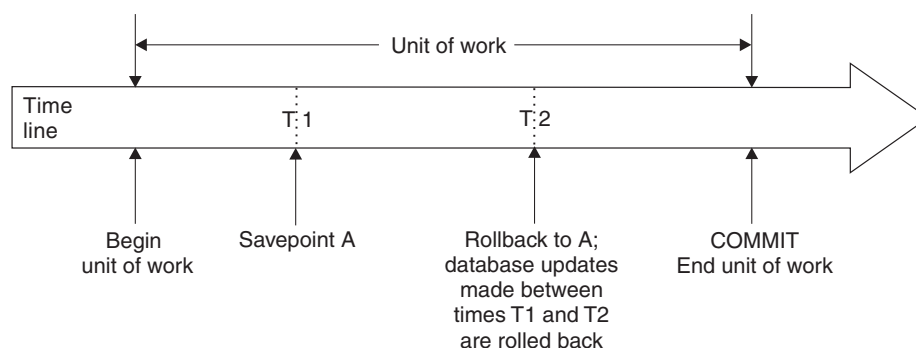 Unit of work
Time
line
T 1
T 2
Begin
unit of work
Savepoint A
Rollback to A;
database updates
made between
times T1 and T2
are rolled back
COMMIT
End unit of work